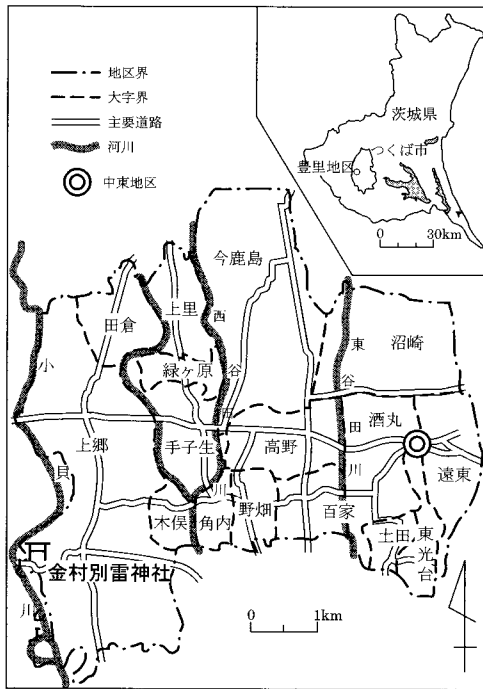 地区界
大字界
主要道路
河川
中東地区
茨城県
つくば市
豊里地区
0 30km
今鹿島
上里
田倉
西谷田川
沼崎
東谷田川
緑ヶ原
小貝川
酒丸
手子生
高野
上郷
遠東
野畑
百家
木俣
角内
土田
東光台
金村別雷神社
0 1km